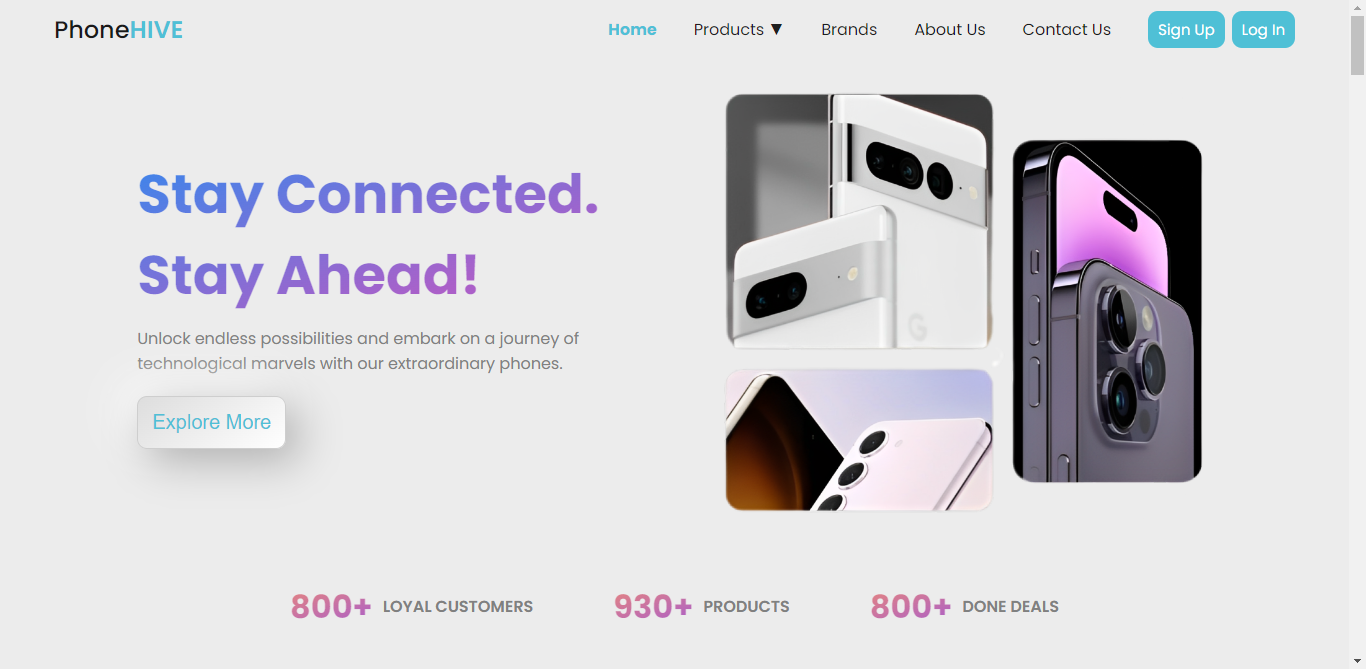 PhoneHIVE
Home Products ▼ Brands About Us Contact Us Sign Up Log In
Stay Connected.
Stay Ahead!
Unlock endless possibilities and embark on a journey of
technological marvels with our extraordinary phones.
Explore More
G
800+ LOYAL CUSTOMERS 930+ PRODUCTS 800+ DONE DEALS